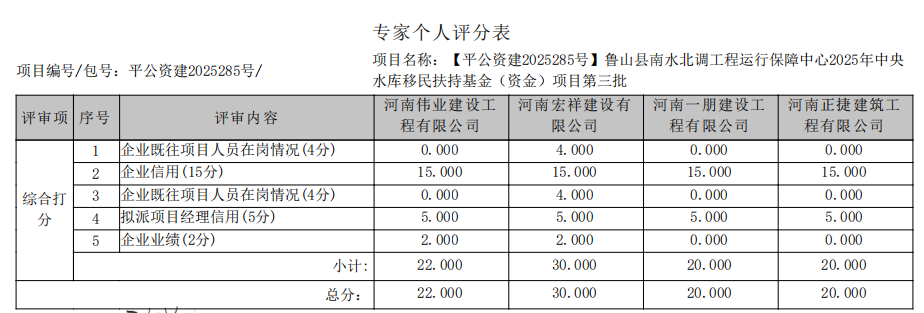 专家个人评分表
项目编号/包号：平公资建2025285号/
项目名称：【平公资建2025285号】鲁山县南水北调工程运行保障中心2025年中央
水库移民扶持基金（资金）项目第三批
评审项 序号 评审内容 河南伟业建设工程有限公司 河南宏祥建设有限公司 河南一朋建设工程有限公司 河南正捷建筑工程有限公司
综合打分
1 企业既往项目人员在岗情况(4分) 0.000 4.000 0.000 0.000
2 企业信用(15分) 15.000 15.000 15.000 15.000
3 企业既往项目人员在岗情况(4分) 0.000 4.000 0.000 0.000
4 拟派项目经理信用(5分) 5.000 5.000 5.000 5.000
5 企业业绩(2分) 2.000 2.000 0.000 0.000
小计: 22.000 30.000 20.000 20.000
总分： 22.000 30.000 20.000 20.000